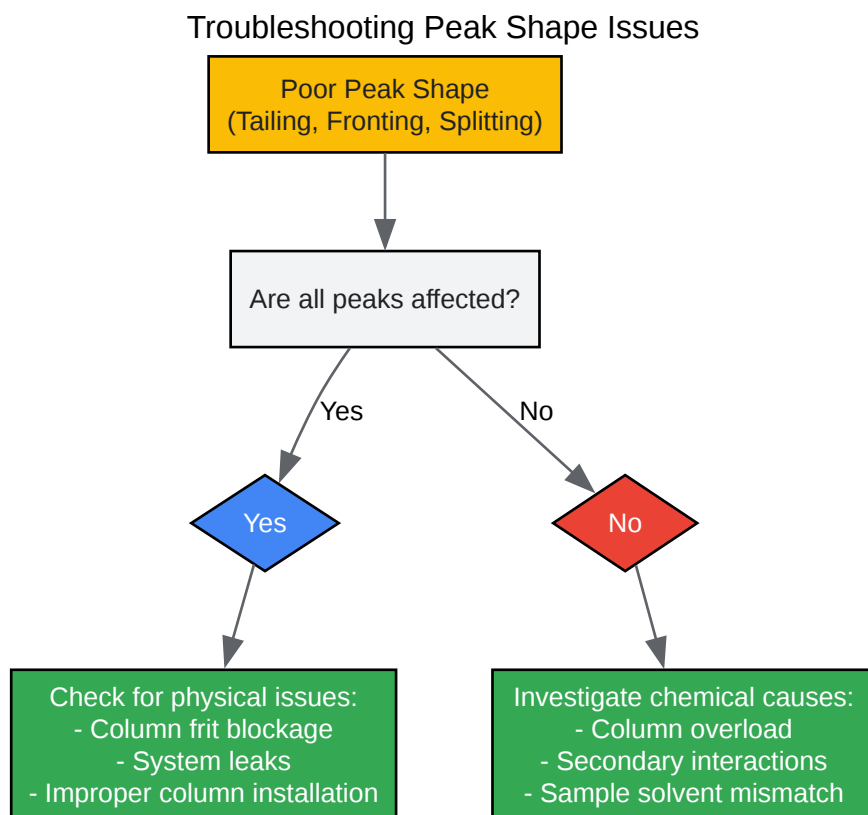 Troubleshooting Peak Shape Issues
Poor Peak Shape
(Tailing, Fronting, Splitting)
Are all peaks affected?
Yes
No
Yes
No
Check for physical issues:
- Column frit blockage
- System leaks
- Improper column installation
Investigate chemical causes:
- Column overload
- Secondary interactions
- Sample solvent mismatch